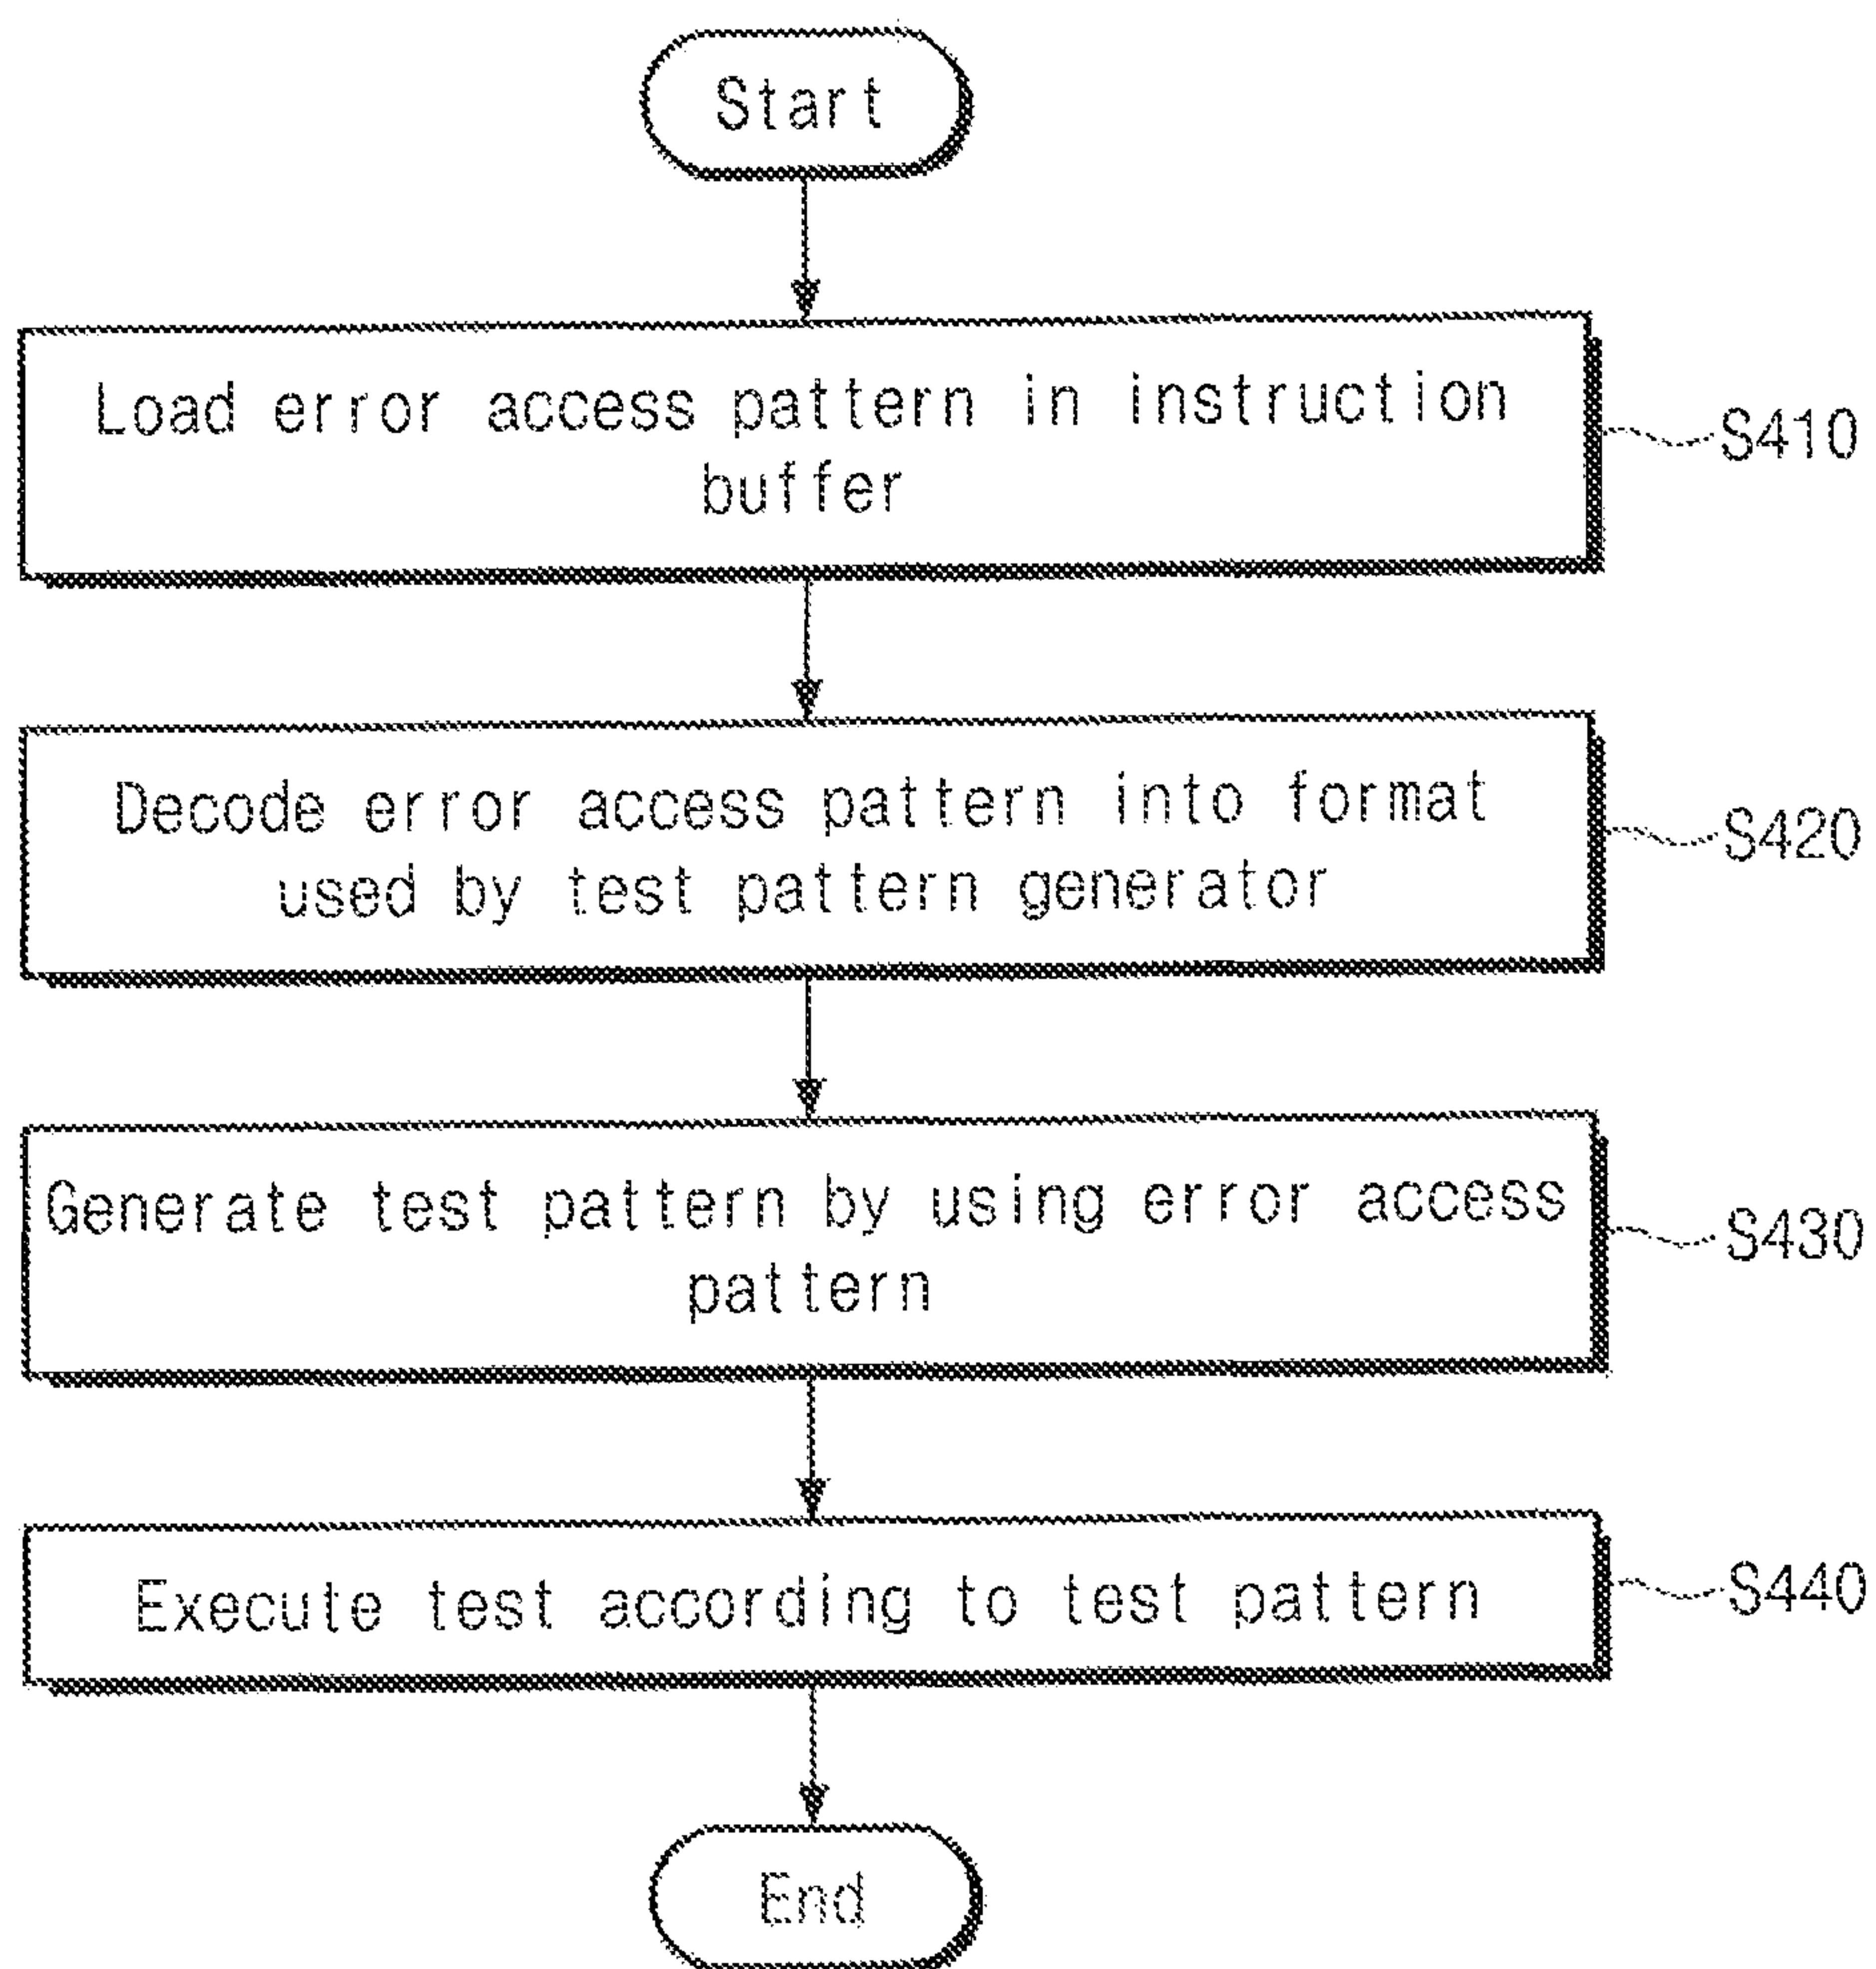 Start
Load error access pattern in instruction
buffer
S410
Decode error access pattern into format
used by test pattern generator
S420
Generate test pattern by using error access
pattern
S430
Execute test according to test pattern
S440
End